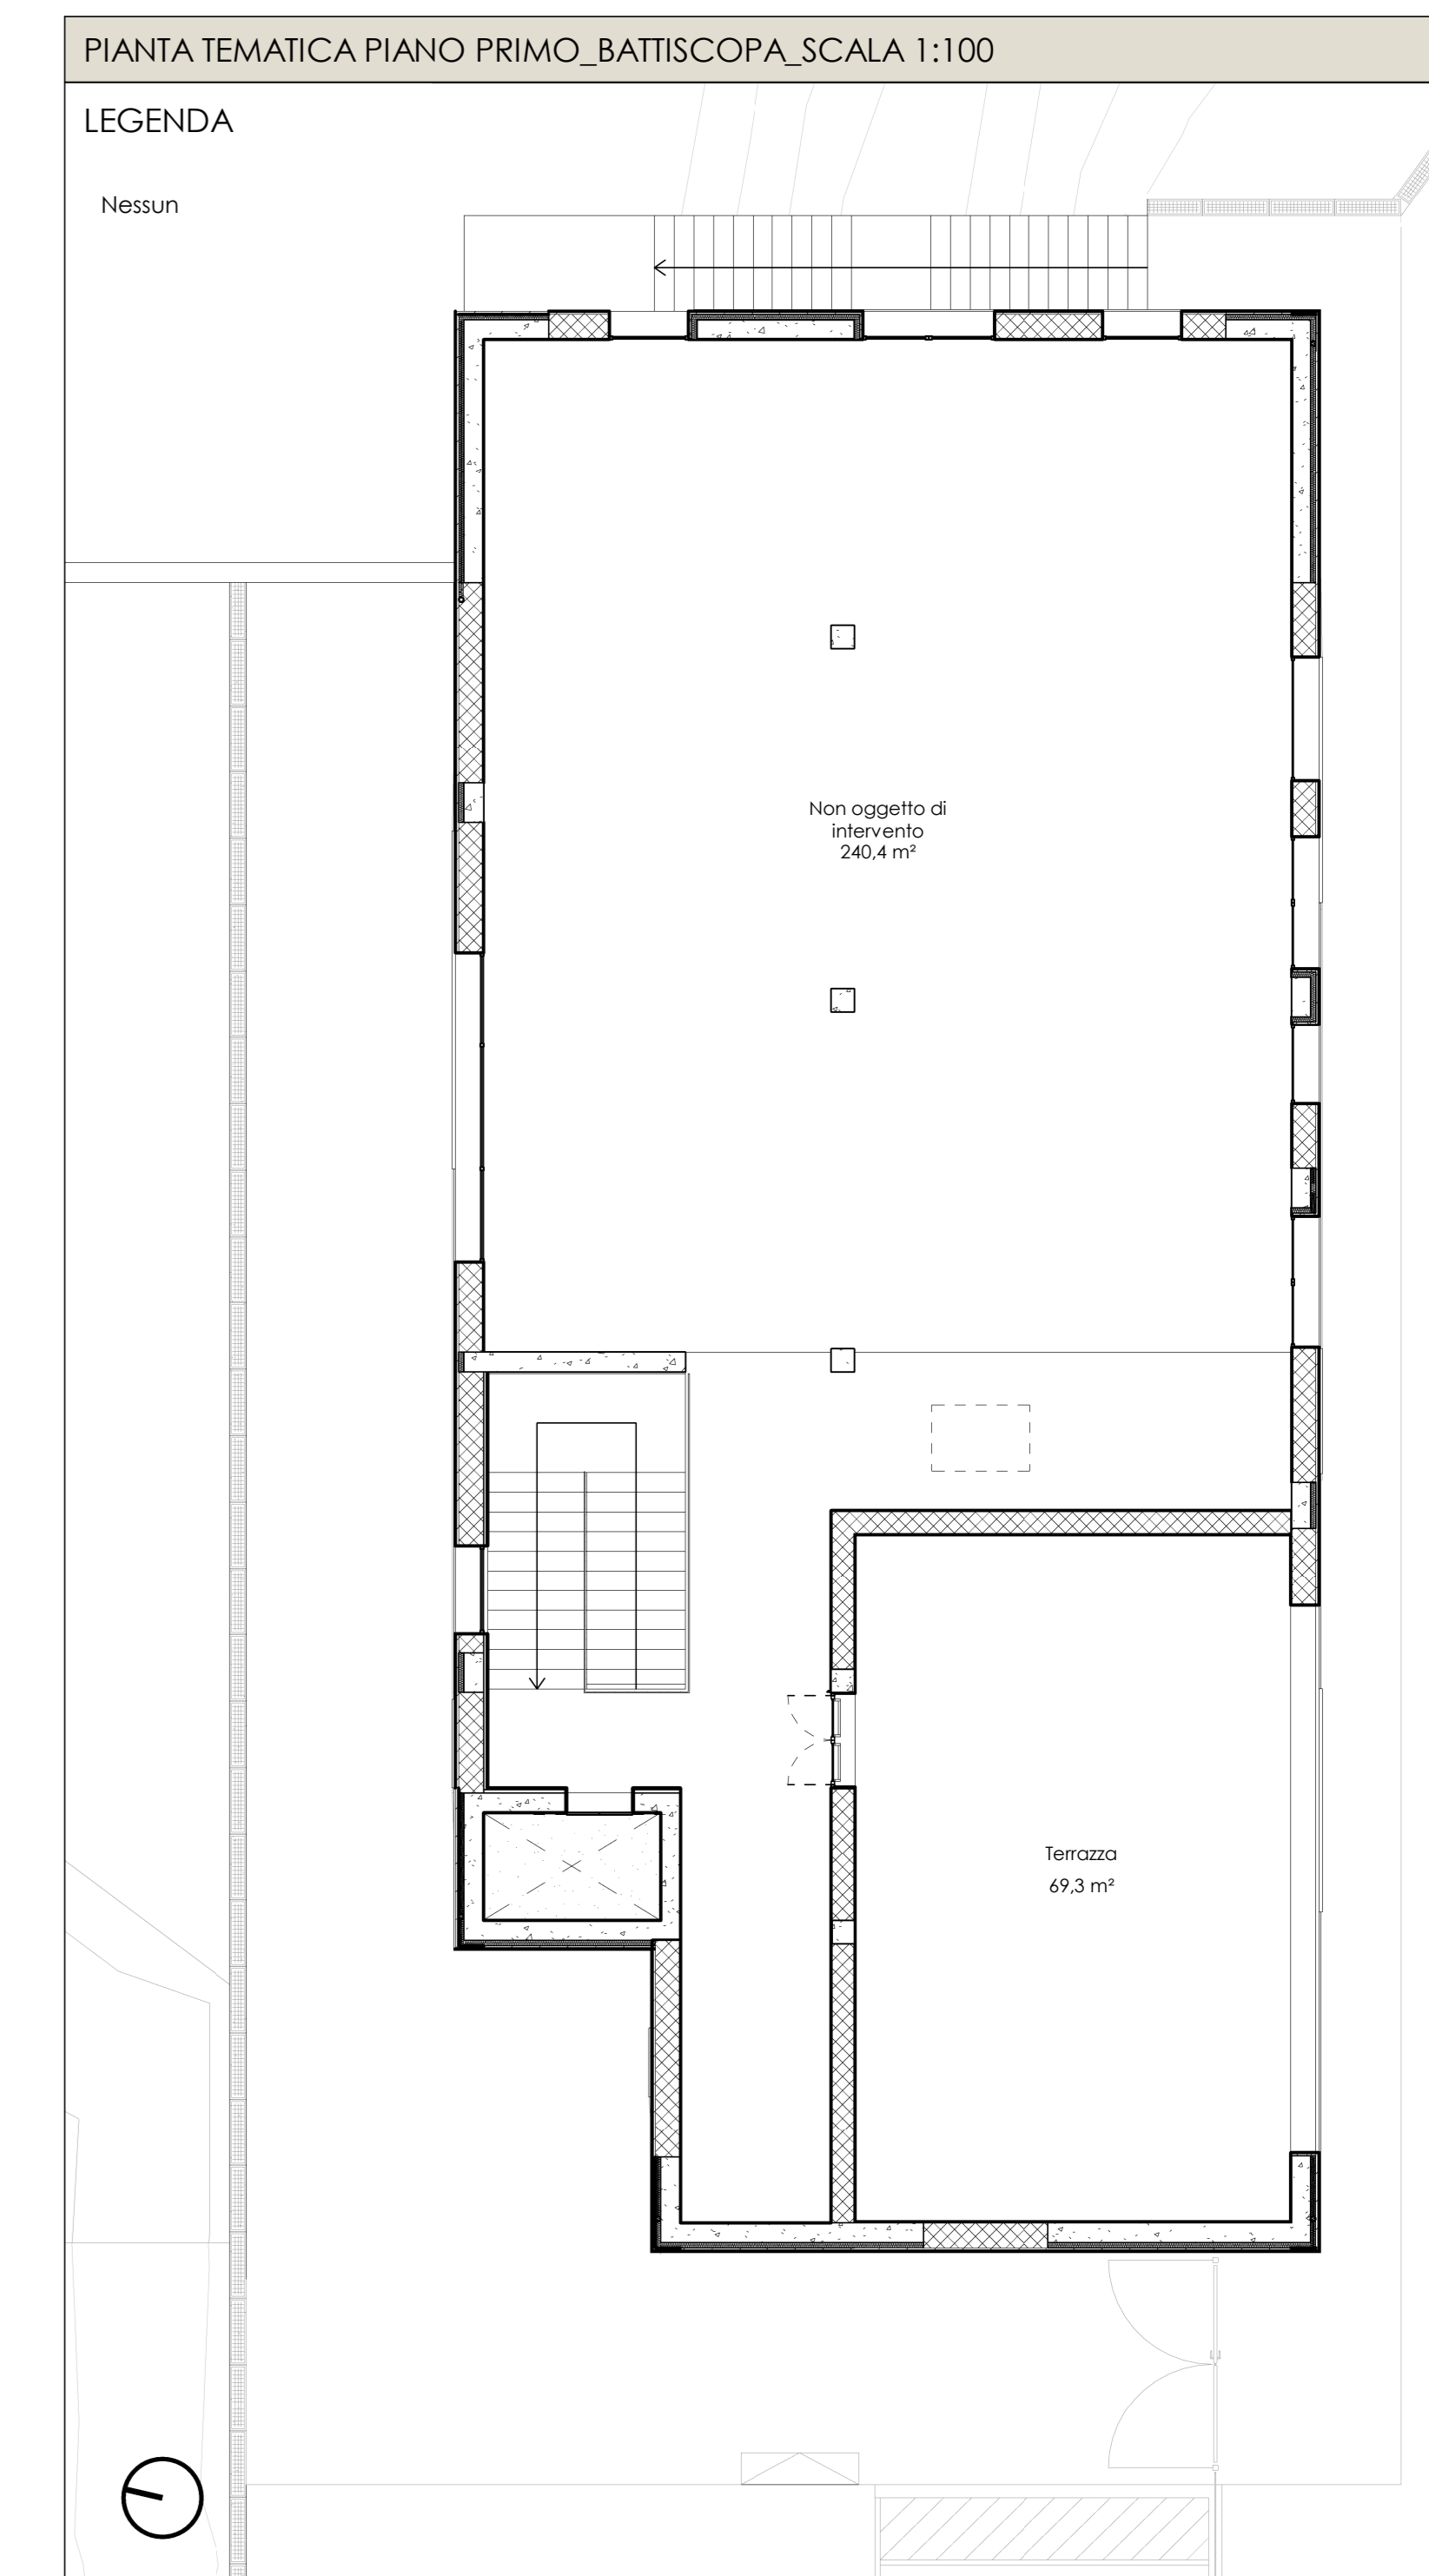 PIANTA TEMATICA PIANO PRIMO_BATTISCOPA_SCALA 1:100
LEGENDA
Nessun
Non oggetto di
intervento
240,4 m²
Terrazza
69,3 m²